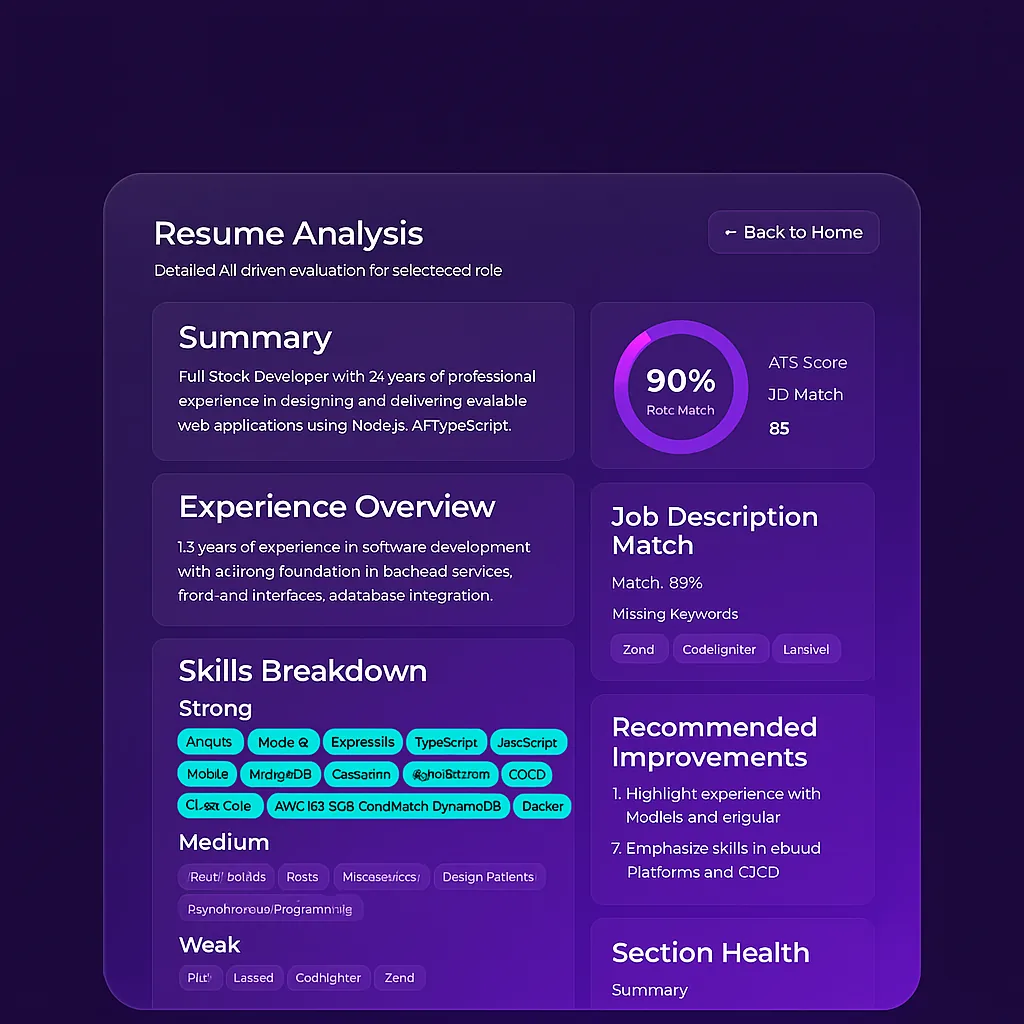 Resume Analysis
← Back to Home
Detailed All driven evaluation for selecteced role
Summary
Full Stock Developer with 24 years of professional
experience in designing and delivering evalable
web applications using Node.js. AFTypeScript.
Experience Overview
1.3 years of experience in software development
with aciirong foundation in bachead services,
frord-and interfaces, adatabase integration.
Skills Breakdown
Strong
Anquts Mode Expressils TypeScript JascScript
Mobile Cassarinn COCD
Cole AWC I63 SGB CondMatch DynamoDB Dacker
Medium
Rosts Design Patients
Weak
Lassed Codhlghter Zend
90%
Rotc Match
ATS Score
JD Match
85
Job Description
Match
Match. 89%
Missing Keywords
Zond Codeligniter Lansivel
Recommended
Improvements
1. Highlight experience with
Modlels and erigular
7. Emphasize skills in ebuud
Platforms and CJCD
Section Health
Summary